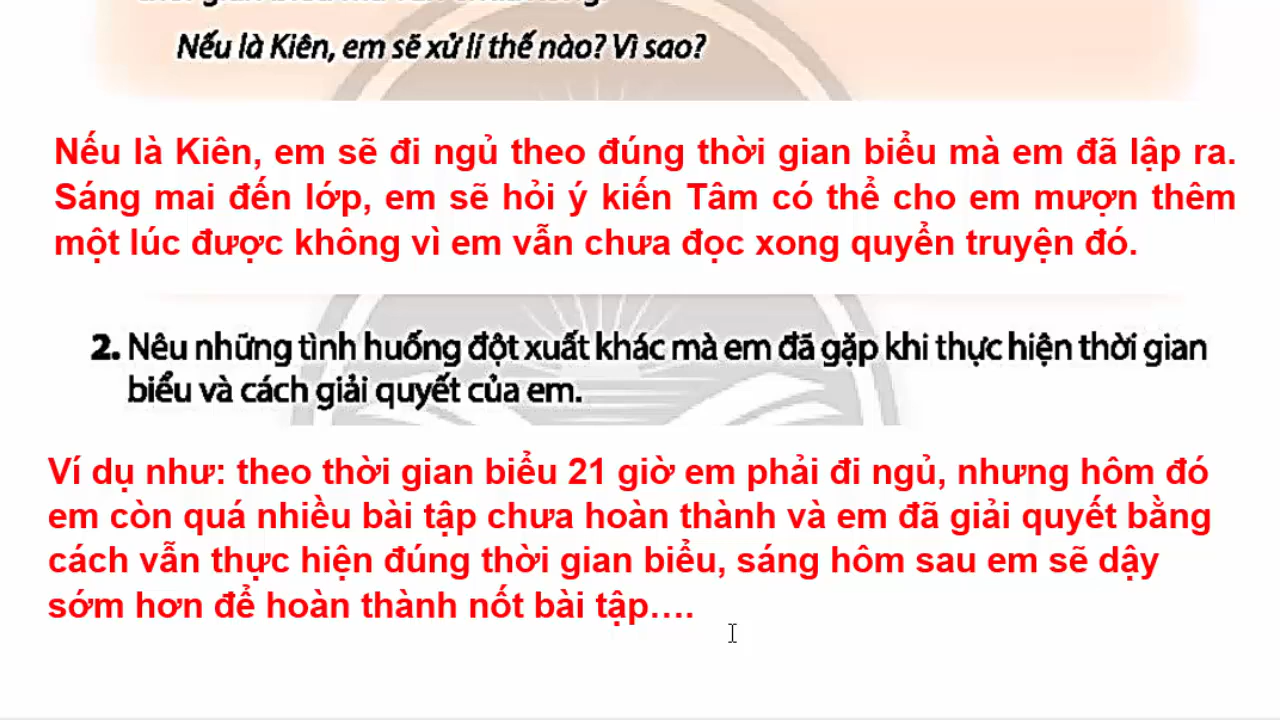 Nếu là Kiên, em sẽ xử lí thế nào? Vì sao?
Nếu là Kiên, em sẽ đi ngủ theo đúng thời gian biểu mà em đã lập ra.
Sáng mai đến lớp, em sẽ hỏi ý kiến Tâm có thể cho em mượn thêm
một lúc được không vì em vẫn chưa đọc xong quyển truyện đó.
2. Nêu những tình huống đột xuất khác mà em đã gặp khi thực hiện thời gian
biểu và cách giải quyết của em.
Ví dụ như: theo thời gian biểu 21 giờ em phải đi ngủ, nhưng hôm đó
em còn quá nhiều bài tập chưa hoàn thành và em đã giải quyết bằng
cách vẫn thực hiện đúng thời gian biểu, sáng hôm sau em sẽ dậy
sớm hơn để hoàn thành nốt bài tập….